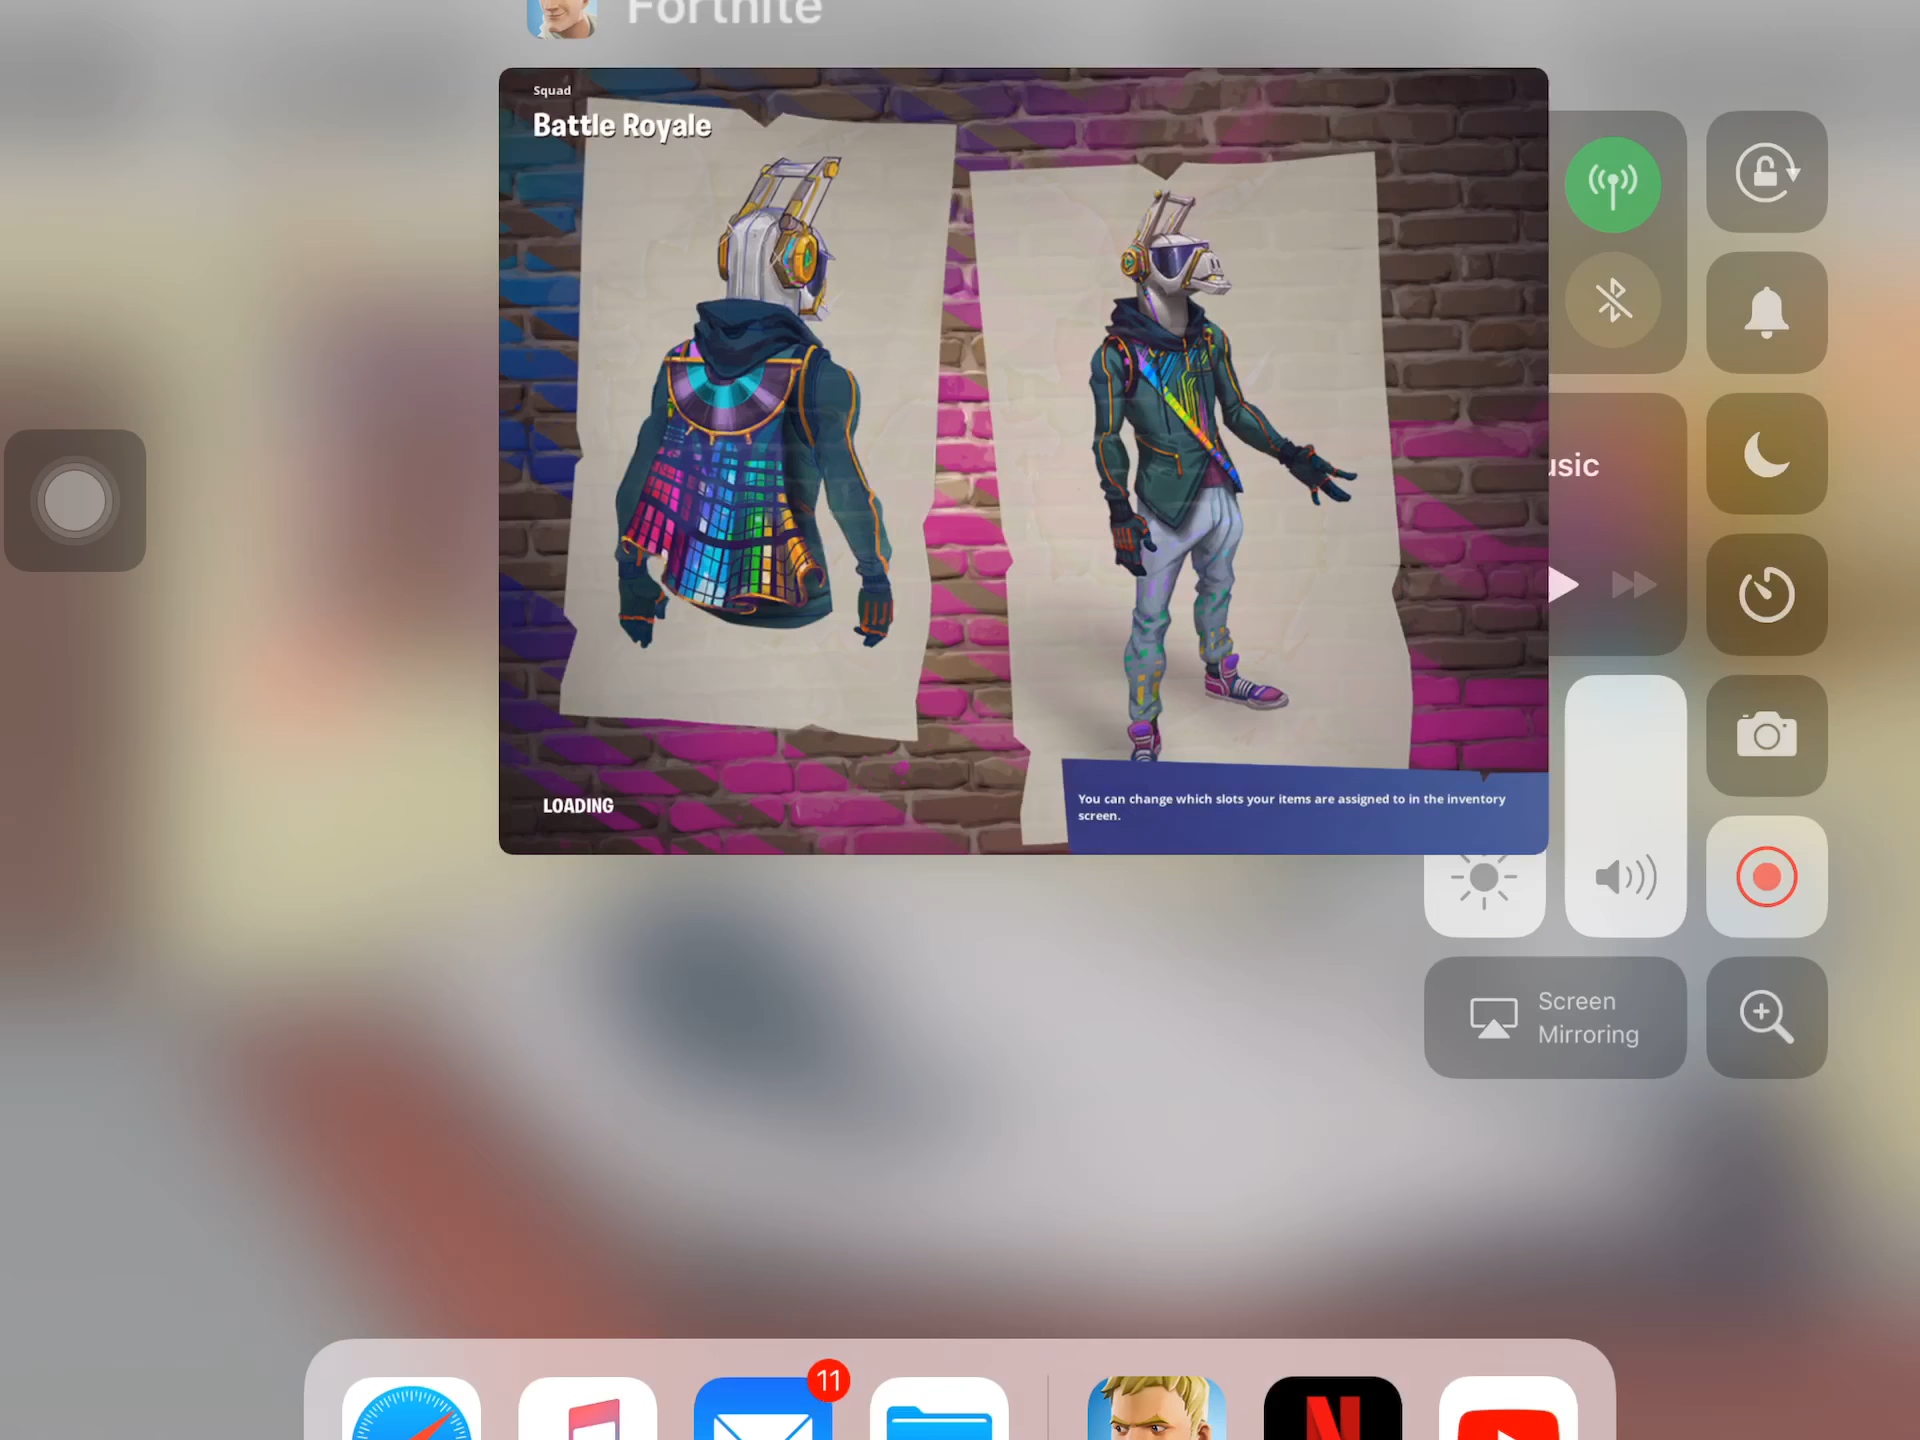 Fortnite
Squad
Battle Royale
usic
LOADING
You can change which slots your items are assigned to in the inventory
screen.
Screen
Mirroring
11
N